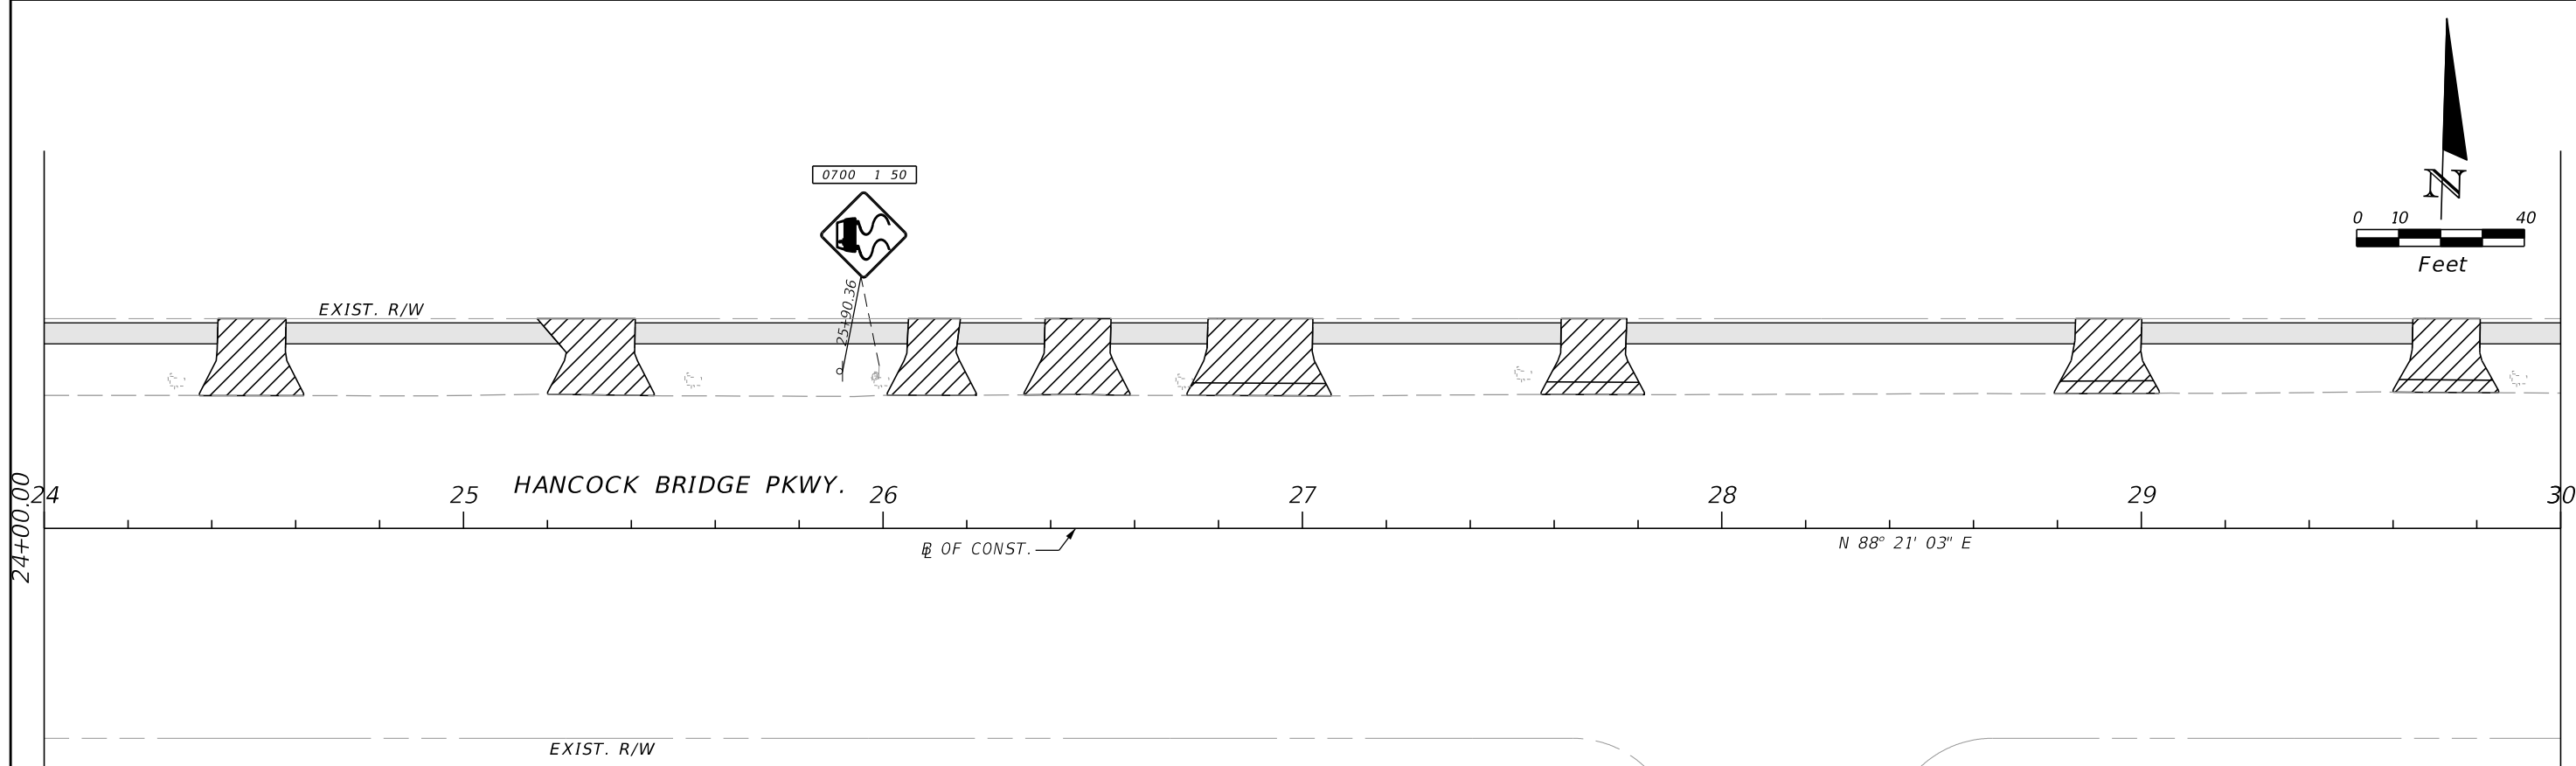 0700 1 50
N
0 10 40
Feet
25+90.36
EXIST. R/W
24+00.00
24 25 26 27 28 29 30
HANCOCK BRIDGE PKWY.
BL OF CONST.
N 88° 21' 03" E
EXIST. R/W